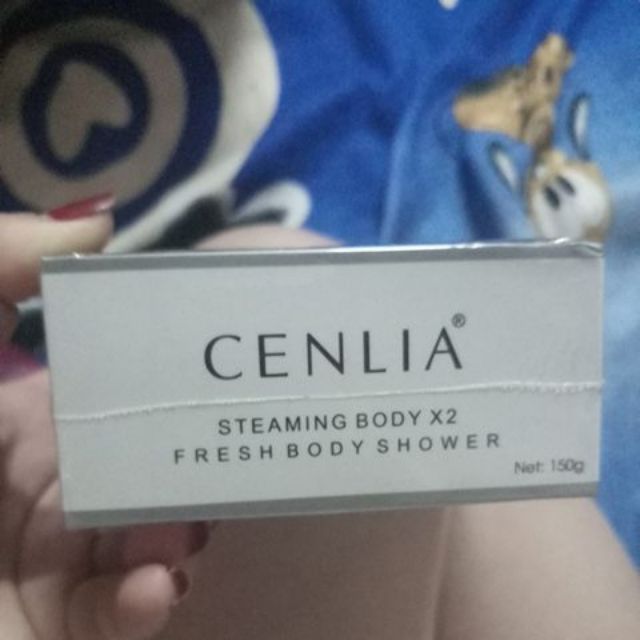 CENLIA®
STEAMING BODY X2
FRESH BODY SHOWER
Net: 150g